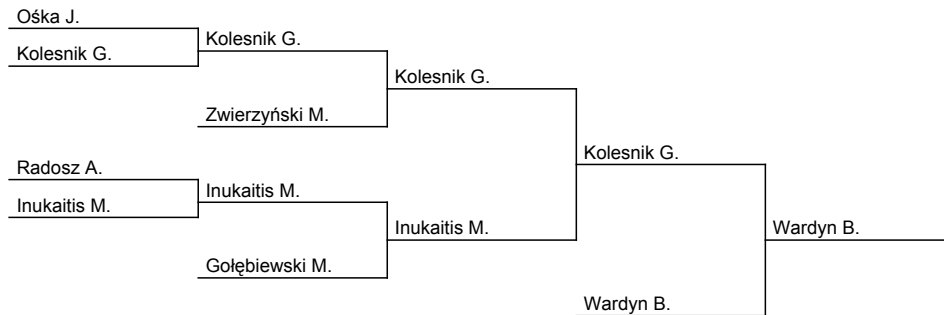 Ośka J.
Kolesnik G.
Kolesnik G.
Kolesnik G.
Zwierzyński M.
Kolesnik G.
Radosz A.
Inukaitis M.
Inukaitis M.
Inukaitis M.
Wardyn B.
Gołębiewski M.
Wardyn B.